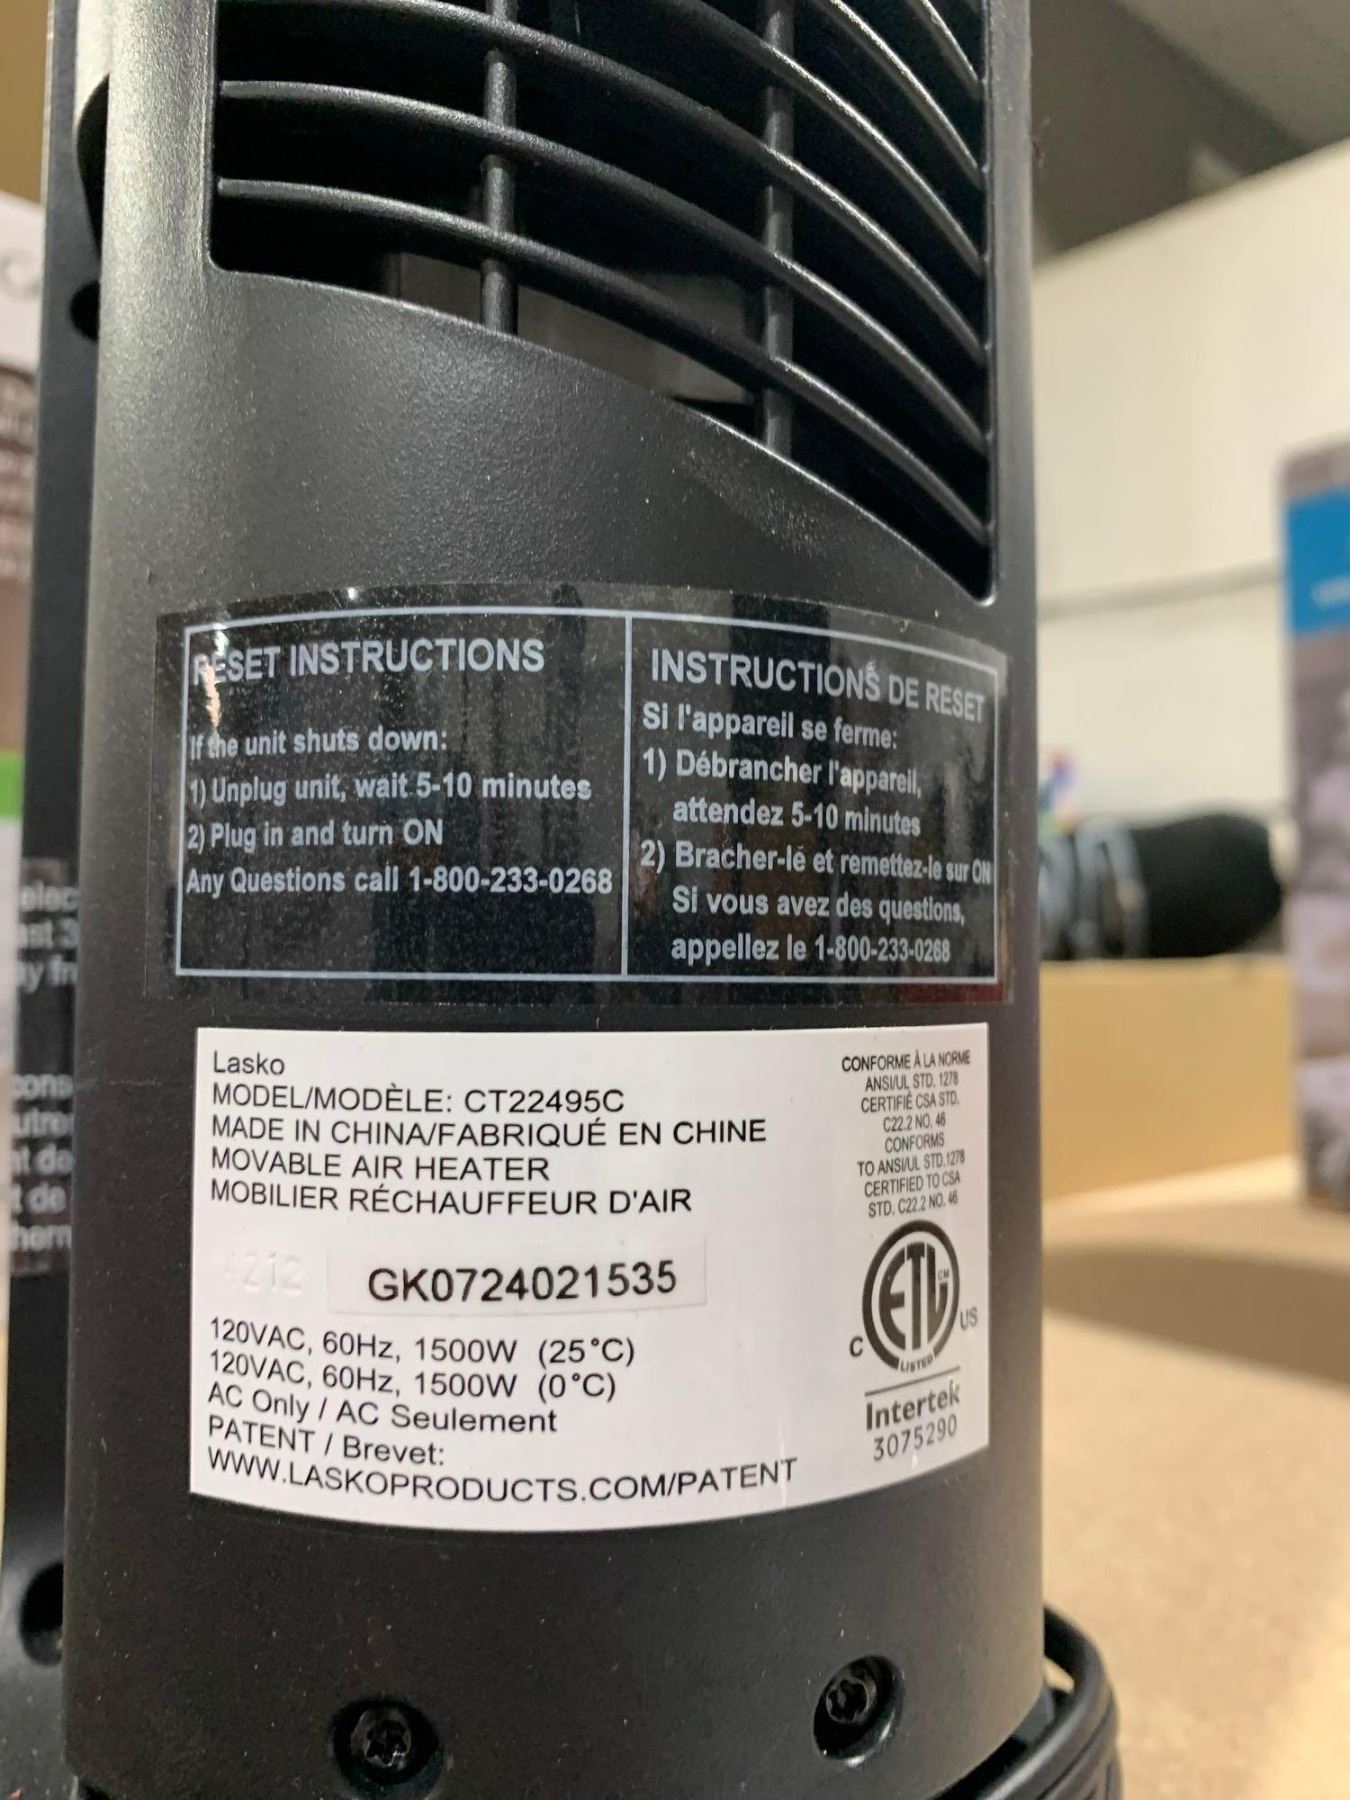 RESET INSTRUCTIONS
If the unit shuts down:
1) Unplug unit, wait 5-10 minutes
2) Plug in and turn ON
Any Questions call 1-800-233-0268
INSTRUCTIONS DE RESET
Si l'appareil se ferme:
1) Débrancher l'appareil,
attendez 5-10 minutes
2) Bracher-le et remettez-le sur ON
Si vous avez des questions,
appellez le 1-800-233-0268
Lasko
MODEL/MODÈLE: CT22495C
MADE IN CHINA/FABRIQUÉ EN CHINE
MOVABLE AIR HEATER
MOBILIER RÉCHAUFFEUR D'AIR
4212
GK0724021535
120VAC, 60Hz, 1500W (25°C)
120VAC, 60Hz, 1500W (0°C)
AC Only / AC Seulement
PATENT / Brevet:
WWW.LASKOPRODUCTS.COM/PATENT
CONFORME À LA NORME
ANSI/UL STD. 1278
CERTIFIÉ CSA STD.
C22.2 NO. 46
CONFORMS
TO ANSI/UL STD.1278
CERTIFIED TO CSA
STD. C22.2 NO. 46
ETL CM
C US
LISTED
Intertek
3075290